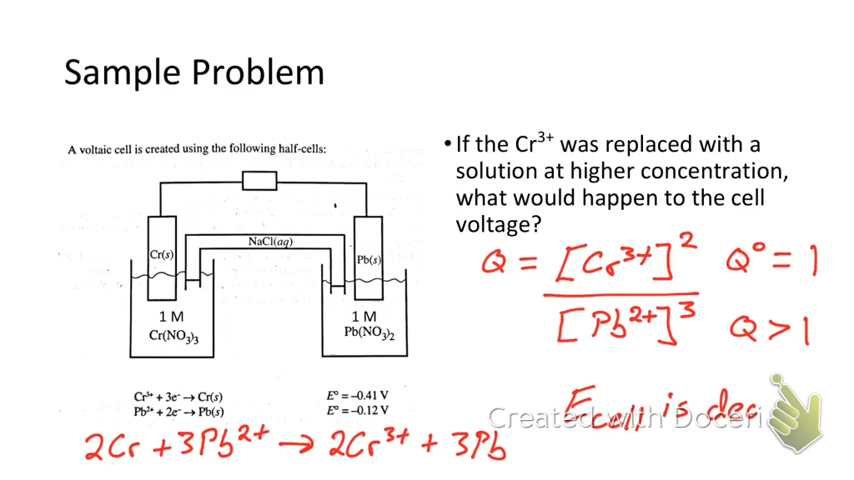 Sample Problem
A voltaic cell is created using the following half-cells:
• If the Cr³⁺ was replaced with a
solution at higher concentration,
what would happen to the cell
voltage?
Cr(s)
NaCl(aq)
Pb(s)
1 M
Cr(NO₃)₃
1 M
Pb(NO₃)₂
Cr³⁺ + 3e⁻ → Cr(s) E° = –0.41 V
Pb²⁺ + 2e⁻ → Pb(s) E° = –0.12 V
Q = [Cr³⁺]² Q° = 1
[Pb²⁺]³ Q > 1
E cell is dec
Created with Doceri
2Cr + 3Pb²⁺ → 2Cr³⁺ + 3Pb